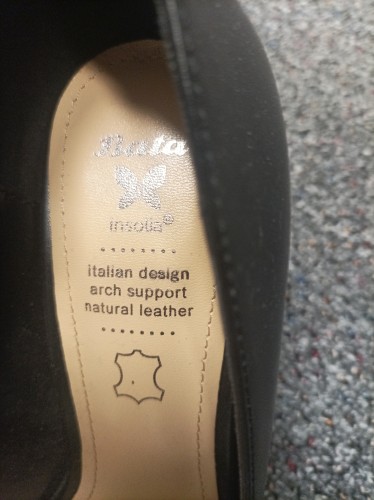 Bata
insolia®
italian design
arch support
natural leather